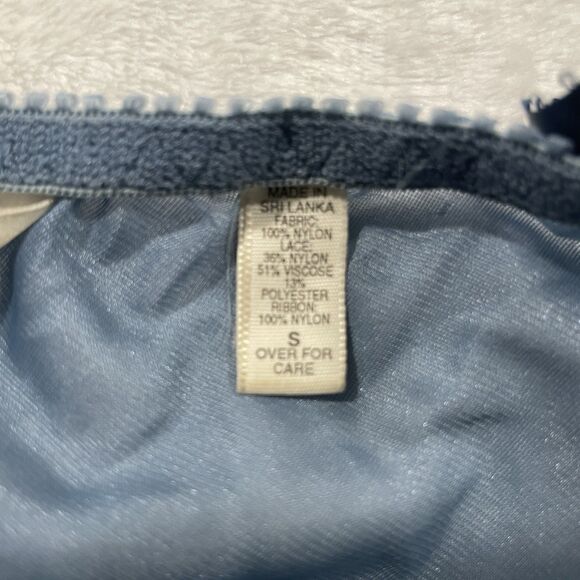 MADE IN
SRI LANKA
FABRIC:
100% NYLON
LACE:
36% NYLON
51% VISCOSE
13%
POLYESTER
RIBBON:
100% NYLON
S
OVER FOR
CARE